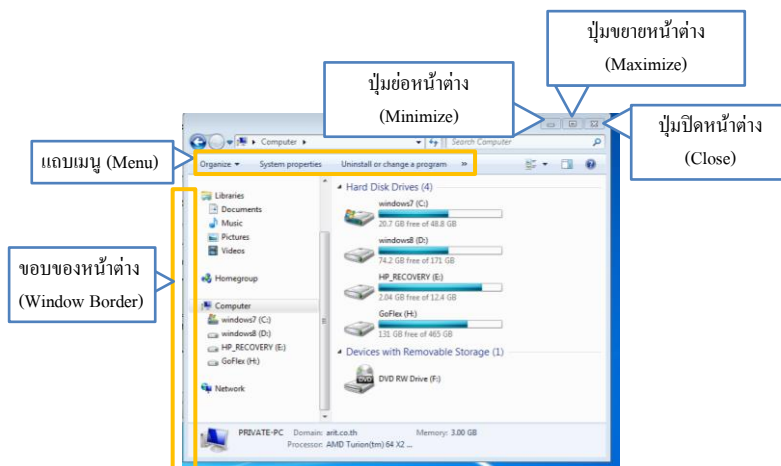 ปุ่มขยายหน้าต่าง
(Maximize)
ปุ่มย่อหน้าต่าง
(Minimize)
ปุ่มปิดหน้าต่าง
(Close)
แถบเมนู (Menu)
ขอบของหน้าต่าง
(Window Border)
Computer
Search Computer
Organize System properties Uninstall or change a program »
Libraries
Documents
Music
Pictures
Videos
Homegroup
Computer
windows7 (C:)
windows8 (D:)
HP_RECOVERY (E:)
GoFlex (H:)
Network
Hard Disk Drives (4)
windows7 (C:)
20.7 GB free of 48.8 GB
windows8 (D:)
74.2 GB free of 171 GB
HP_RECOVERY (E:)
2.04 GB free of 12.4 GB
GoFlex (H:)
131 GB free of 465 GB
Devices with Removable Storage (1)
DVD
DVD RW Drive (F:)
PRIVATE-PC Domain: arit.co.th Memory: 3.00 GB
Processor: AMD Turion(tm) 64 X2 ...